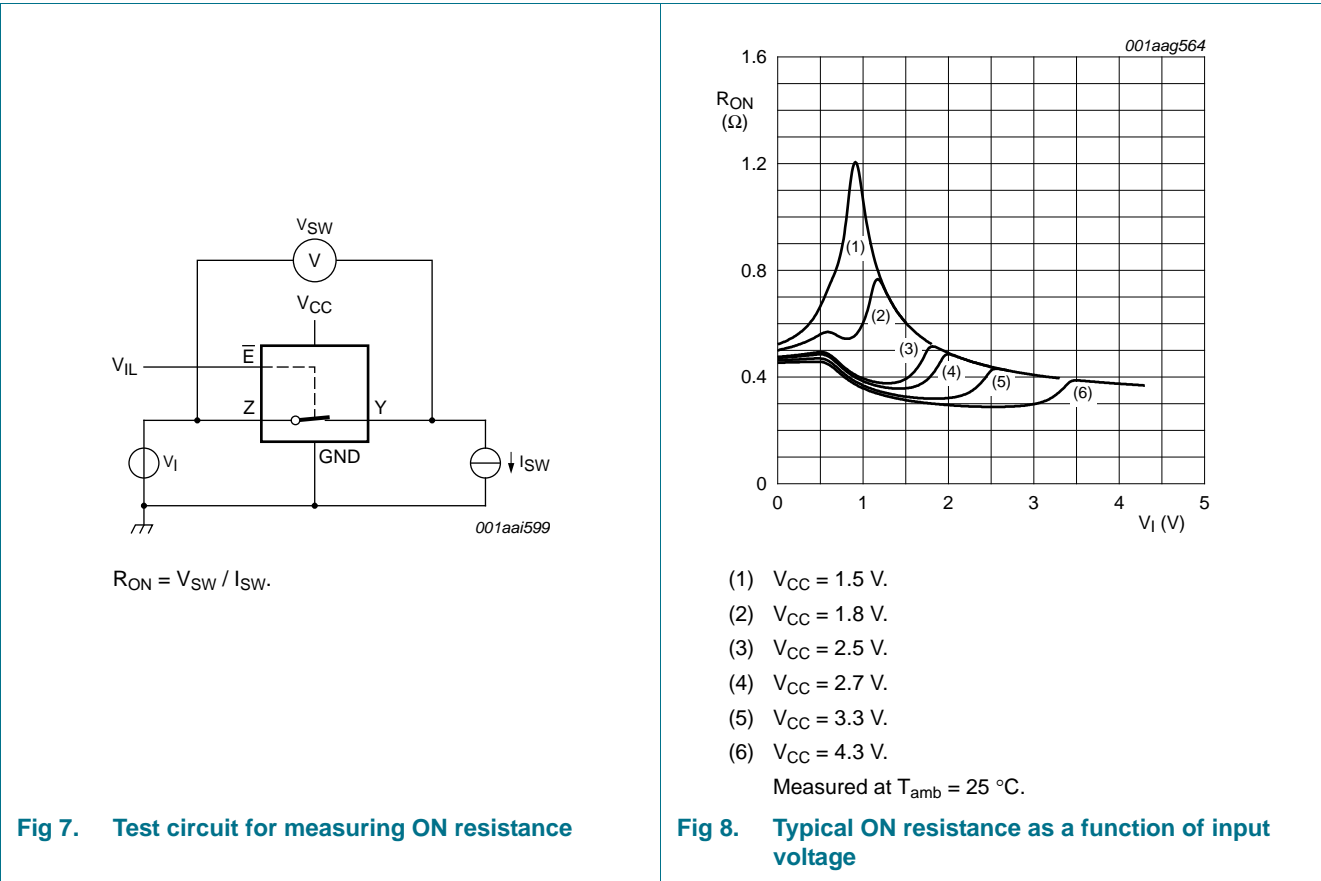 V_SW
V
V_CC
E̅
V_IL
Z
Y
V_I
GND
I_SW
001aai599
R_ON = V_SW / I_SW.
Fig 7. Test circuit for measuring ON resistance
001aag564
1.6
R_ON
(Ω)
1.2
(1)
0.8
(2)
(3)
(4)
0.4
(5)
(6)
0
0 1 2 3 4 5
V_I (V)
(1) V_CC = 1.5 V.
(2) V_CC = 1.8 V.
(3) V_CC = 2.5 V.
(4) V_CC = 2.7 V.
(5) V_CC = 3.3 V.
(6) V_CC = 4.3 V.
Measured at T_amb = 25 °C.
Fig 8. Typical ON resistance as a function of input
voltage